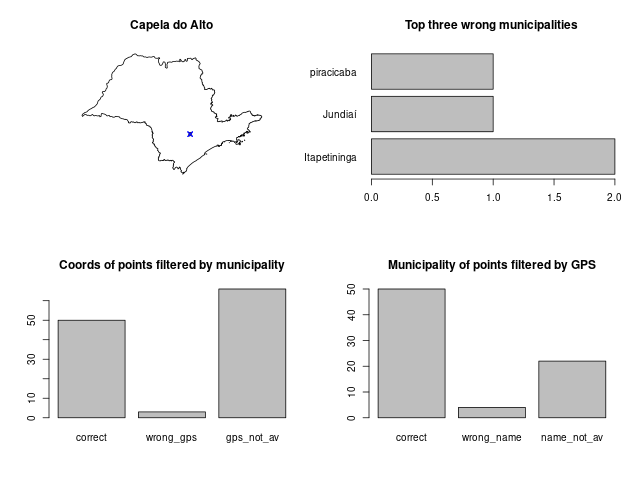 Capela do Alto
Top three wrong municipalities
piracicaba
Jundiaí
Itapetininga
0.0 0.5 1.0 1.5 2.0
Coords of points filtered by municipality
50
30
10
0
correct wrong_gps gps_not_av
Municipality of points filtered by GPS
50
40
30
20
10
0
correct wrong_name name_not_av